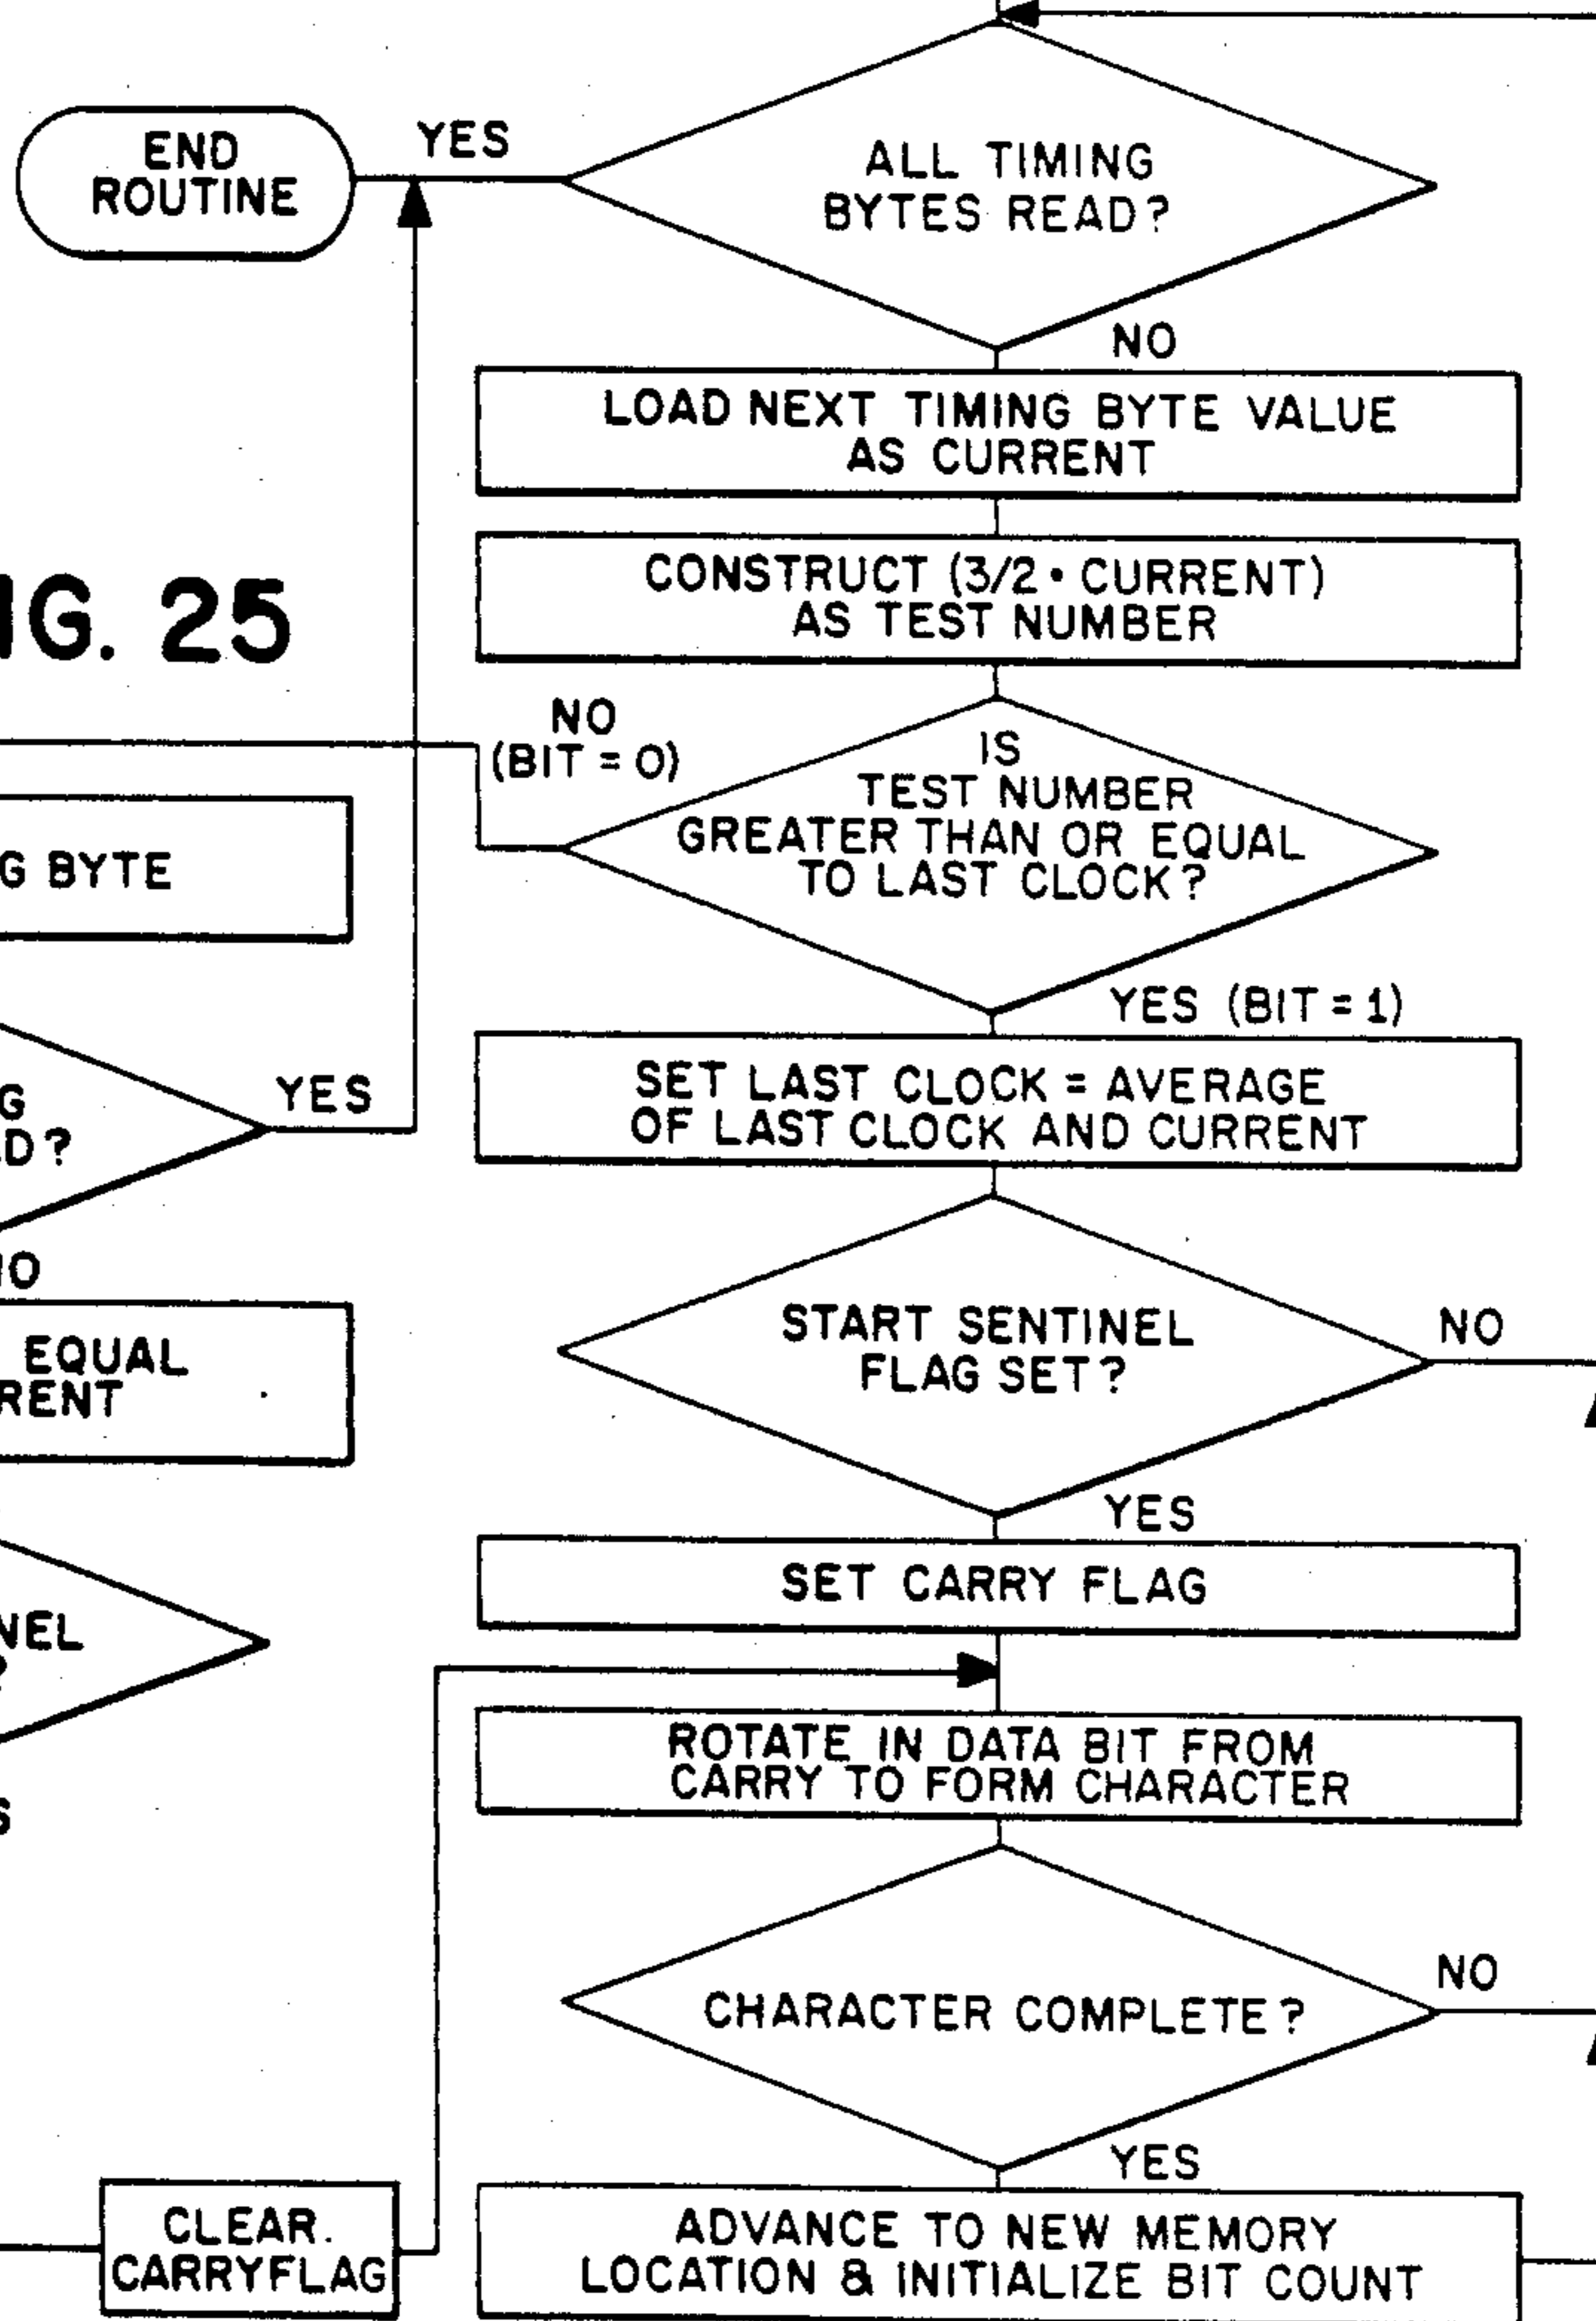 END
ROUTINE
YES
ALL TIMING
BYTES READ?
NO
LOAD NEXT TIMING BYTE VALUE
AS CURRENT
CONSTRUCT (3/2 • CURRENT)
AS TEST NUMBER
IG. 25
NO
(BIT = 0)
IS
TEST NUMBER
GREATER THAN OR EQUAL
TO LAST CLOCK?
G BYTE
YES (BIT = 1)
SET LAST CLOCK = AVERAGE
OF LAST CLOCK AND CURRENT
G
D?
YES
START SENTINEL
FLAG SET?
NO
EQUAL
RENT
YES
SET CARRY FLAG
NEL
ROTATE IN DATA BIT FROM
CARRY TO FORM CHARACTER
S
CHARACTER COMPLETE?
NO
YES
CLEAR.
CARRYFLAG
ADVANCE TO NEW MEMORY
LOCATION & INITIALIZE BIT COUNT